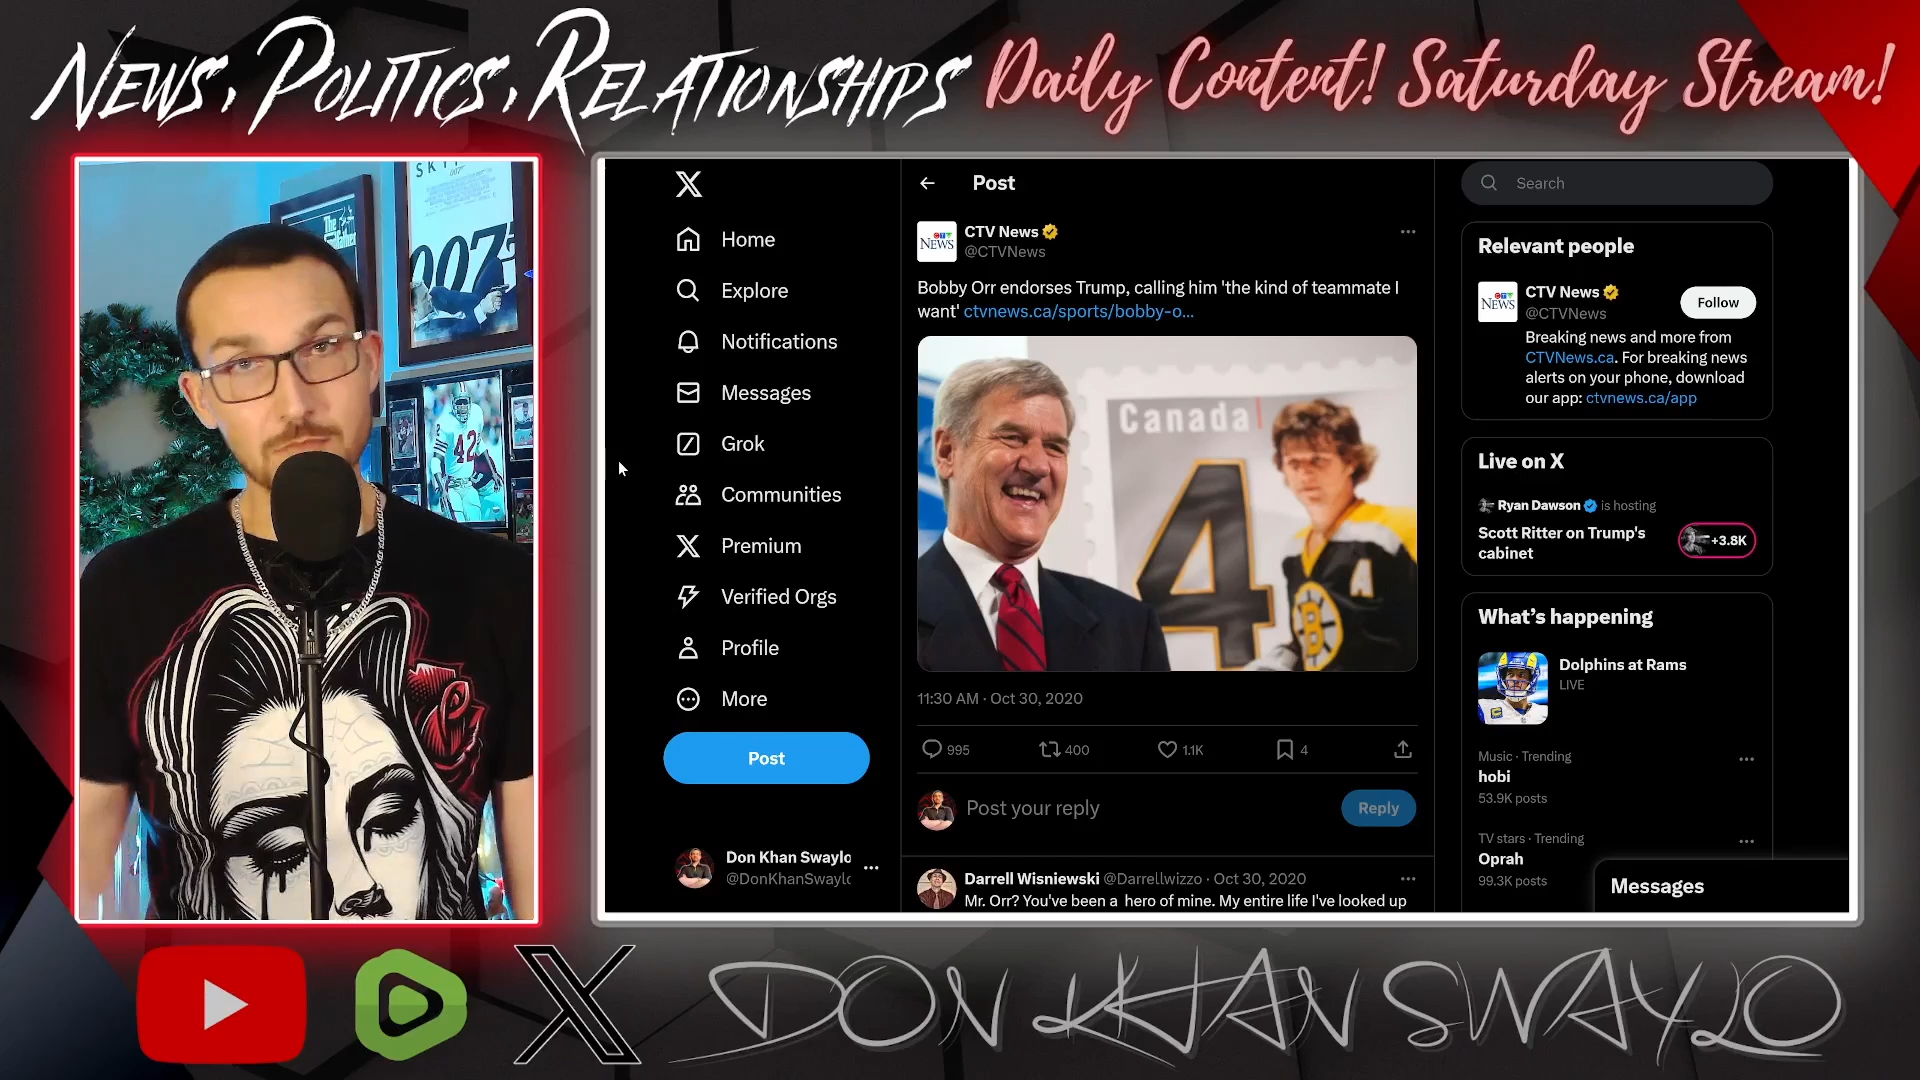 News, Politics, Relationships
Daily Content! Saturday Stream!
SKY
007
The
Godfather
007
42
Home
Explore
Notifications
Messages
Grok
Communities
Premium
Verified Orgs
Profile
More
Post
Don Khan Swaylo
@DonKhanSwaylo
Post
CTV News
@CTVNews
Bobby Orr endorses Trump, calling him 'the kind of teammate I
want' ctvnews.ca/sports/bobby-o...
Canada
4
A
B
11:30 AM · Oct 30, 2020
995
400
1.1K
4
Post your reply
Reply
Darrell Wisniewski @Darrellwizzo · Oct 30, 2020
Mr. Orr? You've been a hero of mine. My entire life I've looked up
Search
Relevant people
CTV News
@CTVNews
Follow
Breaking news and more from
CTVNews.ca. For breaking news
alerts on your phone, download
our app: ctvnews.ca/app
Live on X
Ryan Dawson is hosting
Scott Ritter on Trump's
cabinet
+3.8K
What's happening
Dolphins at Rams
LIVE
Music · Trending
hobi
53.9K posts
TV stars · Trending
Oprah
99.3K posts
Messages
DON KHAN SWAYLO